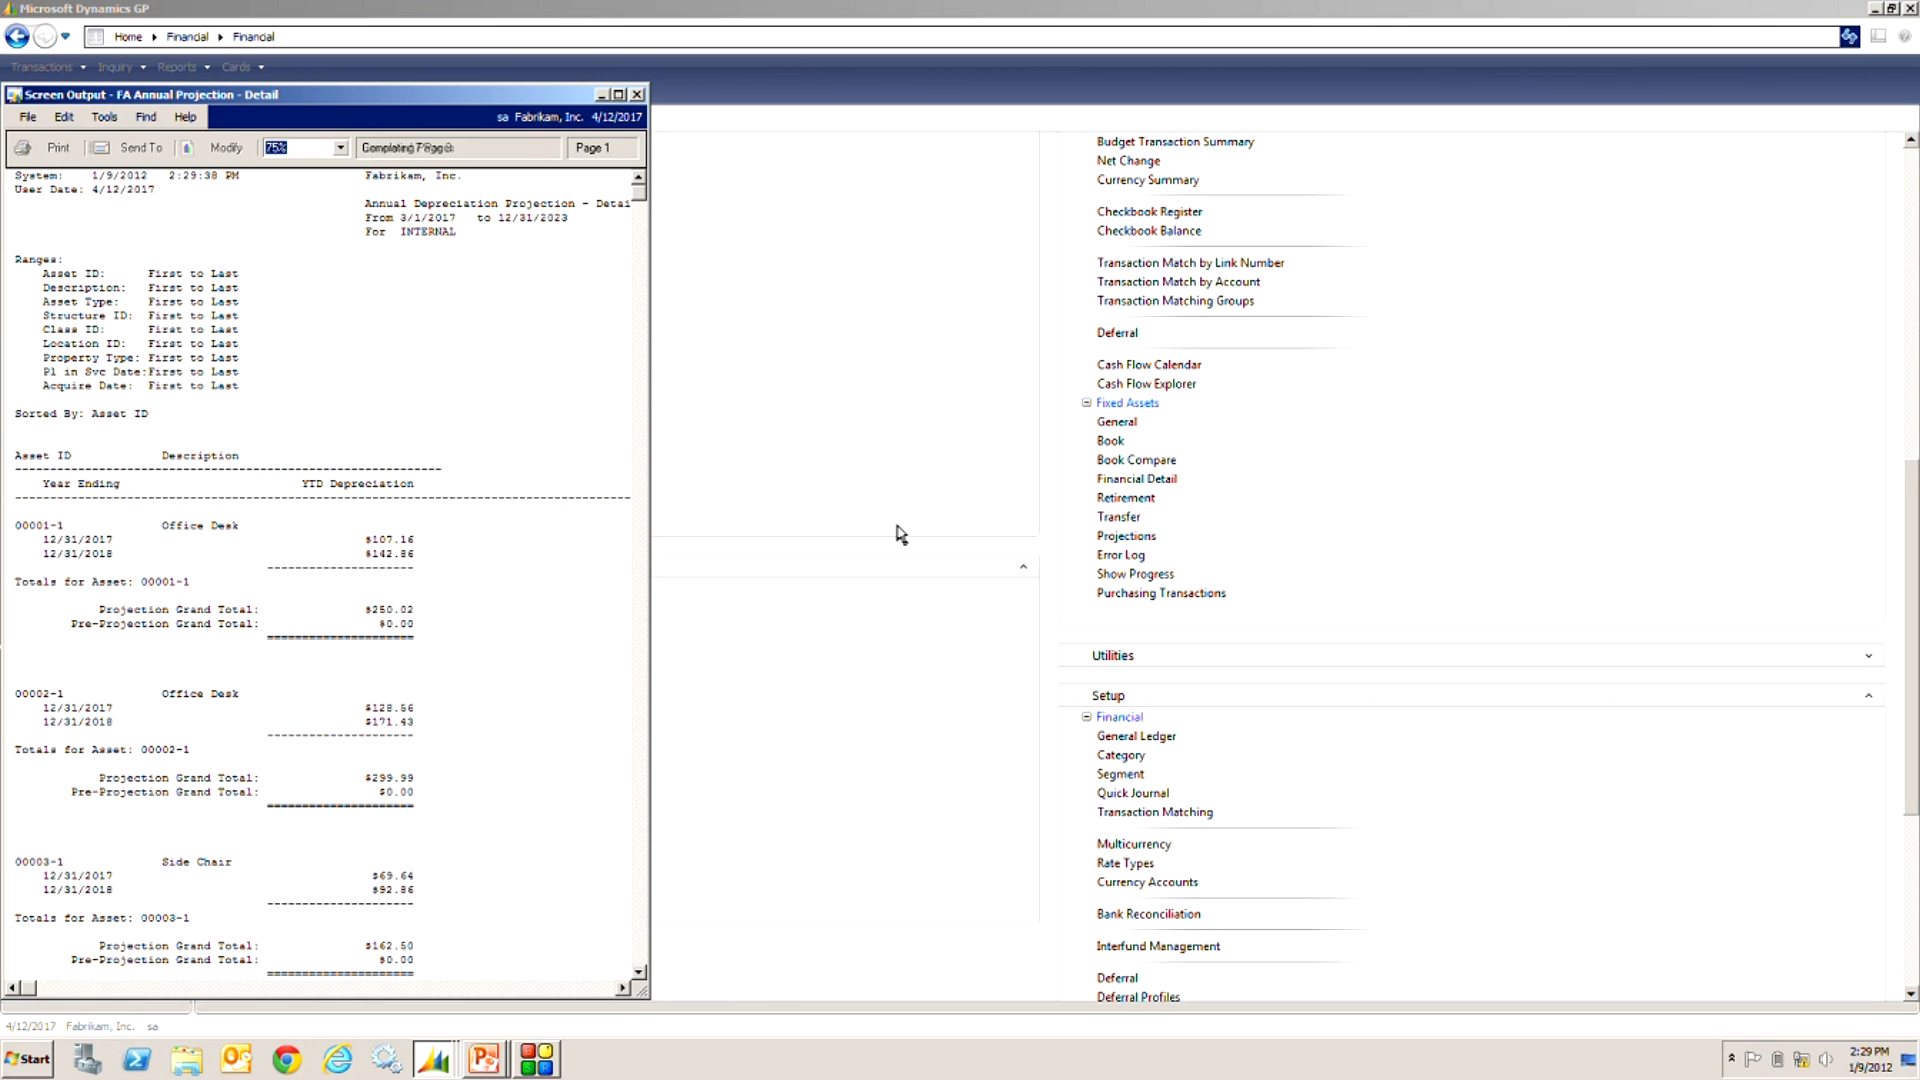 Microsoft Dynamics GP
Home Financial Financial
Transactions Inquiry Reports Cards
Screen Output - FA Annual Projection - Detail
File Edit Tools Find Help sa Fabrikam, Inc. 4/12/2017
Print Send To Modify 75% Page 1
System: 1/9/2012 2:29:38 PM Fabrikam, Inc.
User Date: 4/12/2017
Annual Depreciation Projection - Detai
From 3/1/2017 to 12/31/2023
For INTERNAL
Ranges:
Asset ID: First to Last
Description: First to Last
Asset Type: First to Last
Structure ID: First to Last
Class ID: First to Last
Location ID: First to Last
Property Type: First to Last
Pl in Svc Date: First to Last
Acquire Date: First to Last
Sorted By: Asset ID
Asset ID Description
Year Ending YTD Depreciation
00001-1 Office Desk
12/31/2017 $107.16
12/31/2018 $142.86
Totals for Asset: 00001-1
Projection Grand Total: $250.02
Pre-Projection Grand Total: $0.00
00002-1 Office Desk
12/31/2017 $128.56
12/31/2018 $171.43
Totals for Asset: 00002-1
Projection Grand Total: $299.99
Pre-Projection Grand Total: $0.00
00003-1 Side Chair
12/31/2017 $69.64
12/31/2018 $92.86
Totals for Asset: 00003-1
Projection Grand Total: $162.50
Pre-Projection Grand Total: $0.00
Budget Transaction Summary
Net Change
Currency Summary
Checkbook Register
Checkbook Balance
Transaction Match by Link Number
Transaction Match by Account
Transaction Matching Groups
Deferral
Cash Flow Calendar
Cash Flow Explorer
Fixed Assets
General
Book
Book Compare
Financial Detail
Retirement
Transfer
Projections
Error Log
Show Progress
Purchasing Transactions
Utilities
Setup
Financial
General Ledger
Category
Segment
Quick Journal
Transaction Matching
Multicurrency
Rate Types
Currency Accounts
Bank Reconciliation
Interfund Management
Deferral
Deferral Profiles
4/12/2017 Fabrikam, Inc. sa
Start
2:29 PM
1/9/2012